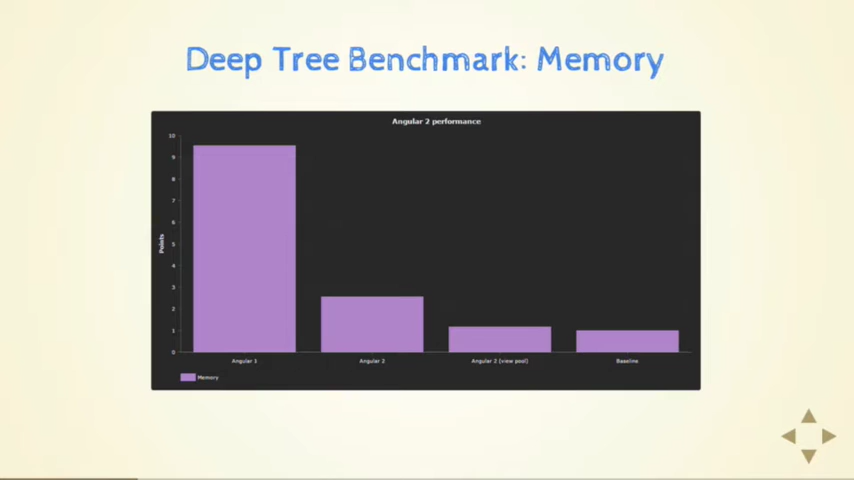 Deep Tree Benchmark: Memory
Angular 2 performance
10
9
8
7
6
5
4
3
2
1
0
Points
Angular 1
Angular 2
Angular 2 (view pool)
Baseline
Memory